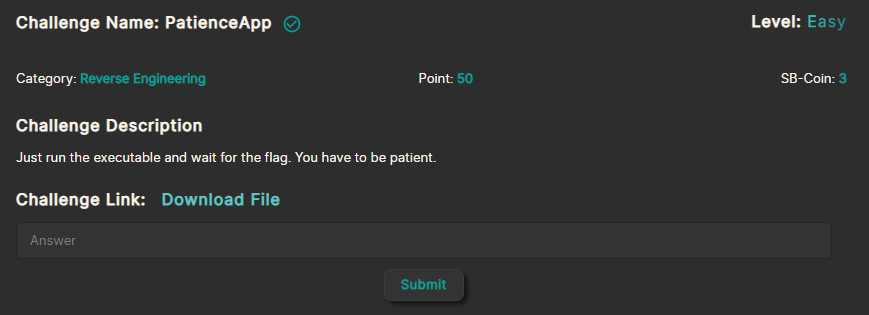 Challenge Name: PatienceApp
Level: Easy
Category: Reverse Engineering
Point: 50
SB-Coin: 3
Challenge Description
Just run the executable and wait for the flag. You have to be patient.
Challenge Link: Download File
Answer
Submit